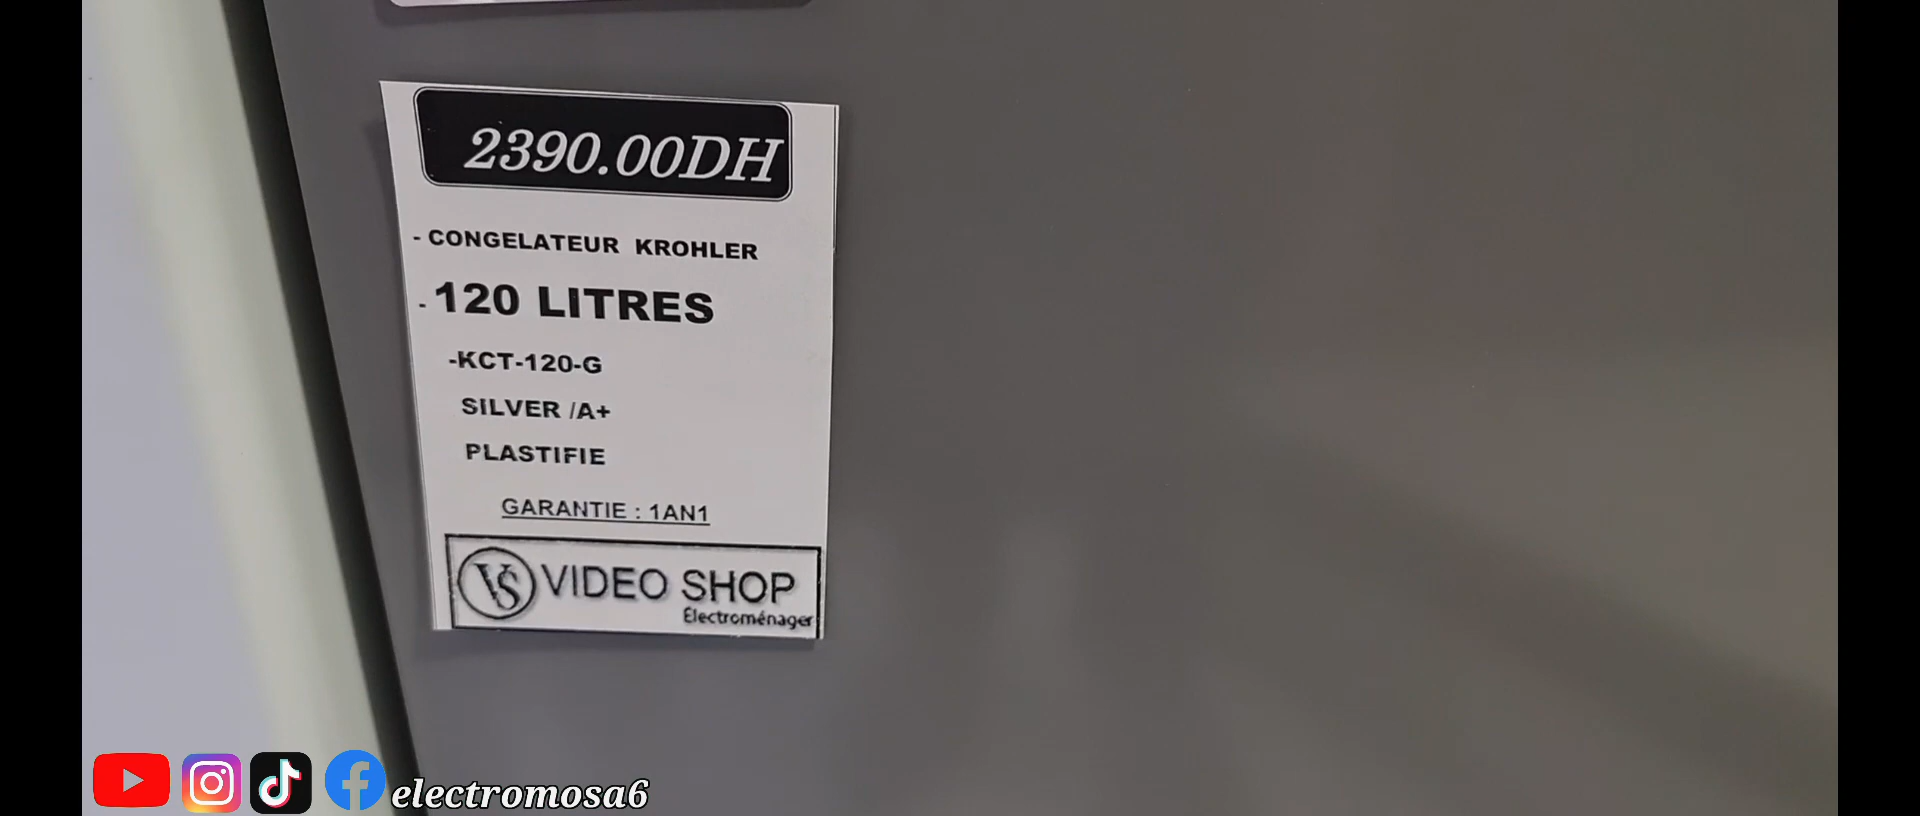 2390.00DH
- CONGELATEUR KROHLER
- 120 LITRES
-KCT-120-G
SILVER /A+
PLASTIFIE
GARANTIE : 1AN1
VS VIDEO SHOP
Électroménager
electromosa6